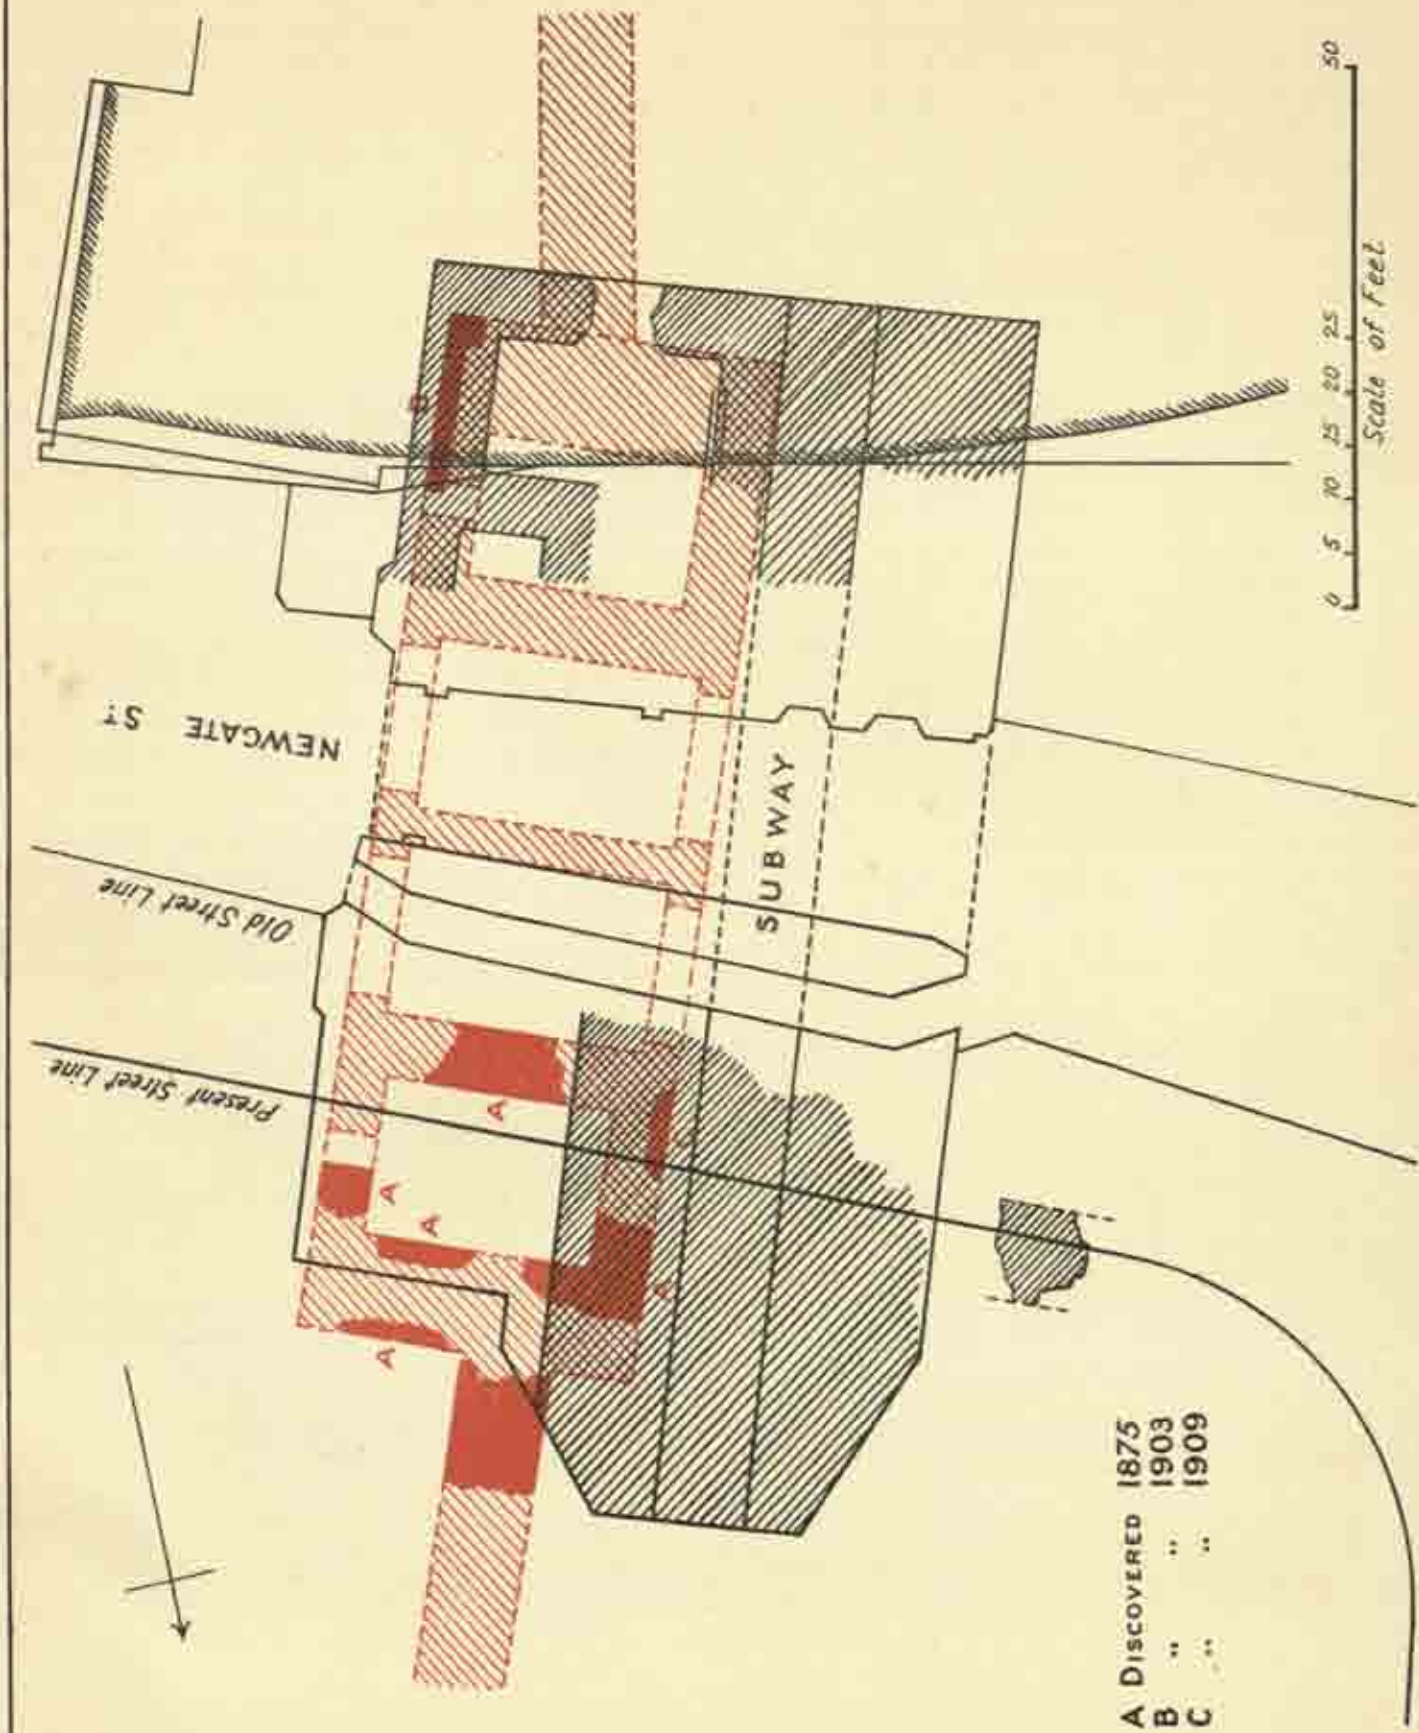 NEWGATE ST
Old Street Line
Present Street Line
SUBWAY
A
A
A
A
B
0 5 10 15 20 25 50
Scale of Feet
A DISCOVERED 1875
B " " 1903
C " " 1909